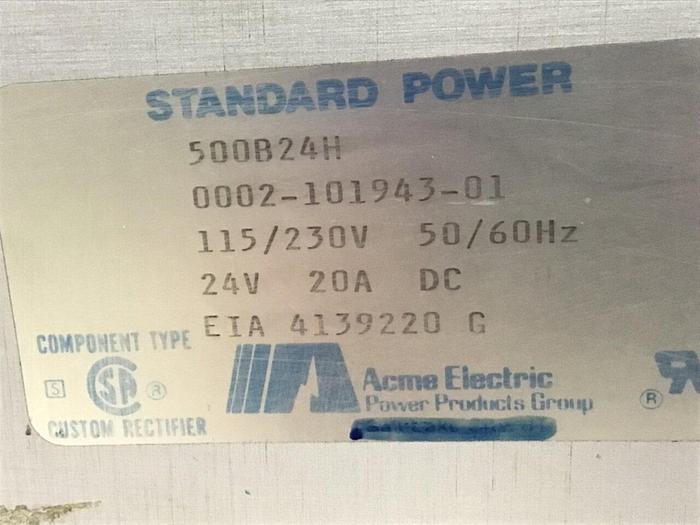 STANDARD POWER
500B24H
0002-101943-01
115/230V 50/60Hz
24V 20A DC
EIA 4139220 G
COMPONENT TYPE
S SA ®
CUSTOM RECTIFIER
Acme Electric
Power Products Group
®